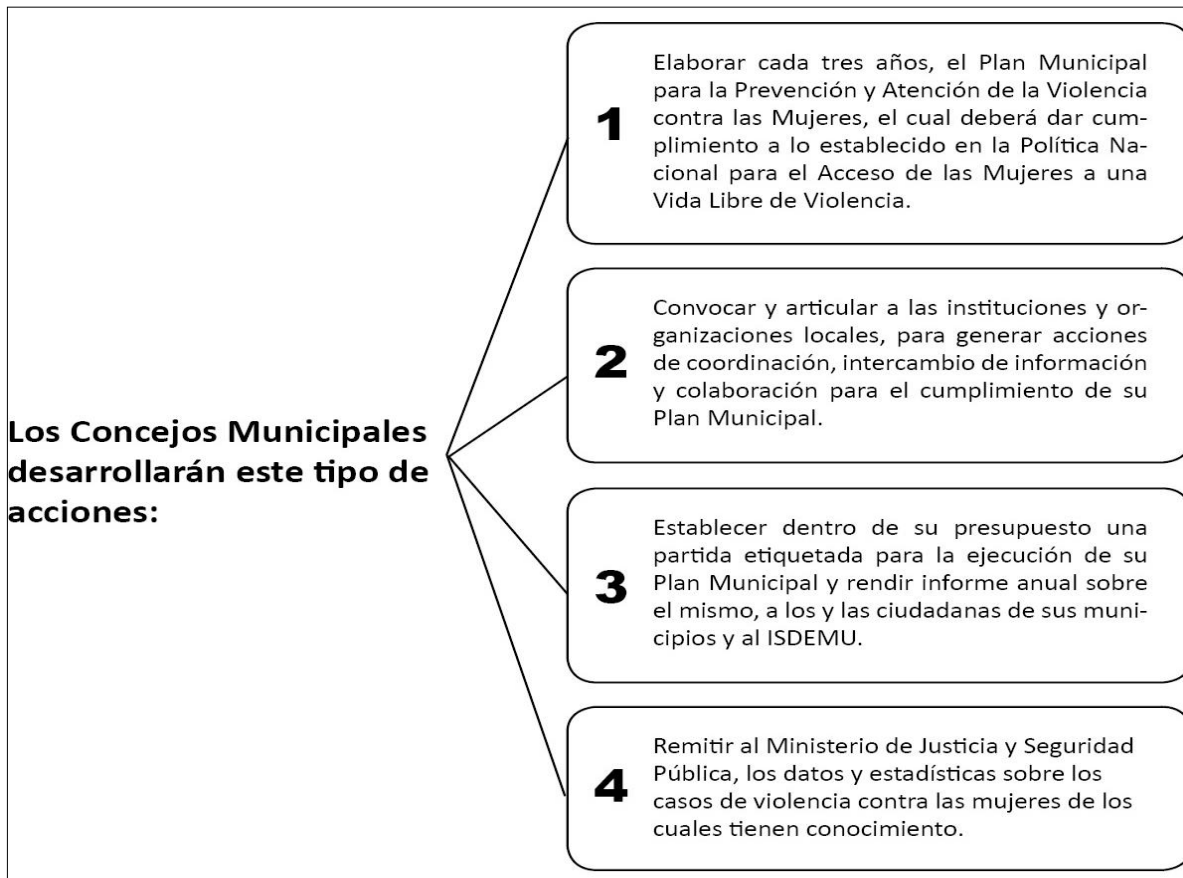 Los Concejos Municipales
desarrollarán este tipo de
acciones:
1
Elaborar cada tres años, el Plan Municipal
para la Prevención y Atención de la Violencia
contra las Mujeres, el cual deberá dar cum-
plimiento a lo establecido en la Política Na-
cional para el Acceso de las Mujeres a una
Vida Libre de Violencia.
2
Convocar y articular a las instituciones y or-
ganizaciones locales, para generar acciones
de coordinación, intercambio de información
y colaboración para el cumplimiento de su
Plan Municipal.
3
Establecer dentro de su presupuesto una
partida etiquetada para la ejecución de su
Plan Municipal y rendir informe anual sobre
el mismo, a los y las ciudadanas de sus muni-
cipios y al ISDEMU.
4
Remitir al Ministerio de Justicia y Seguridad
Pública, los datos y estadísticas sobre los
casos de violencia contra las mujeres de los
cuales tienen conocimiento.